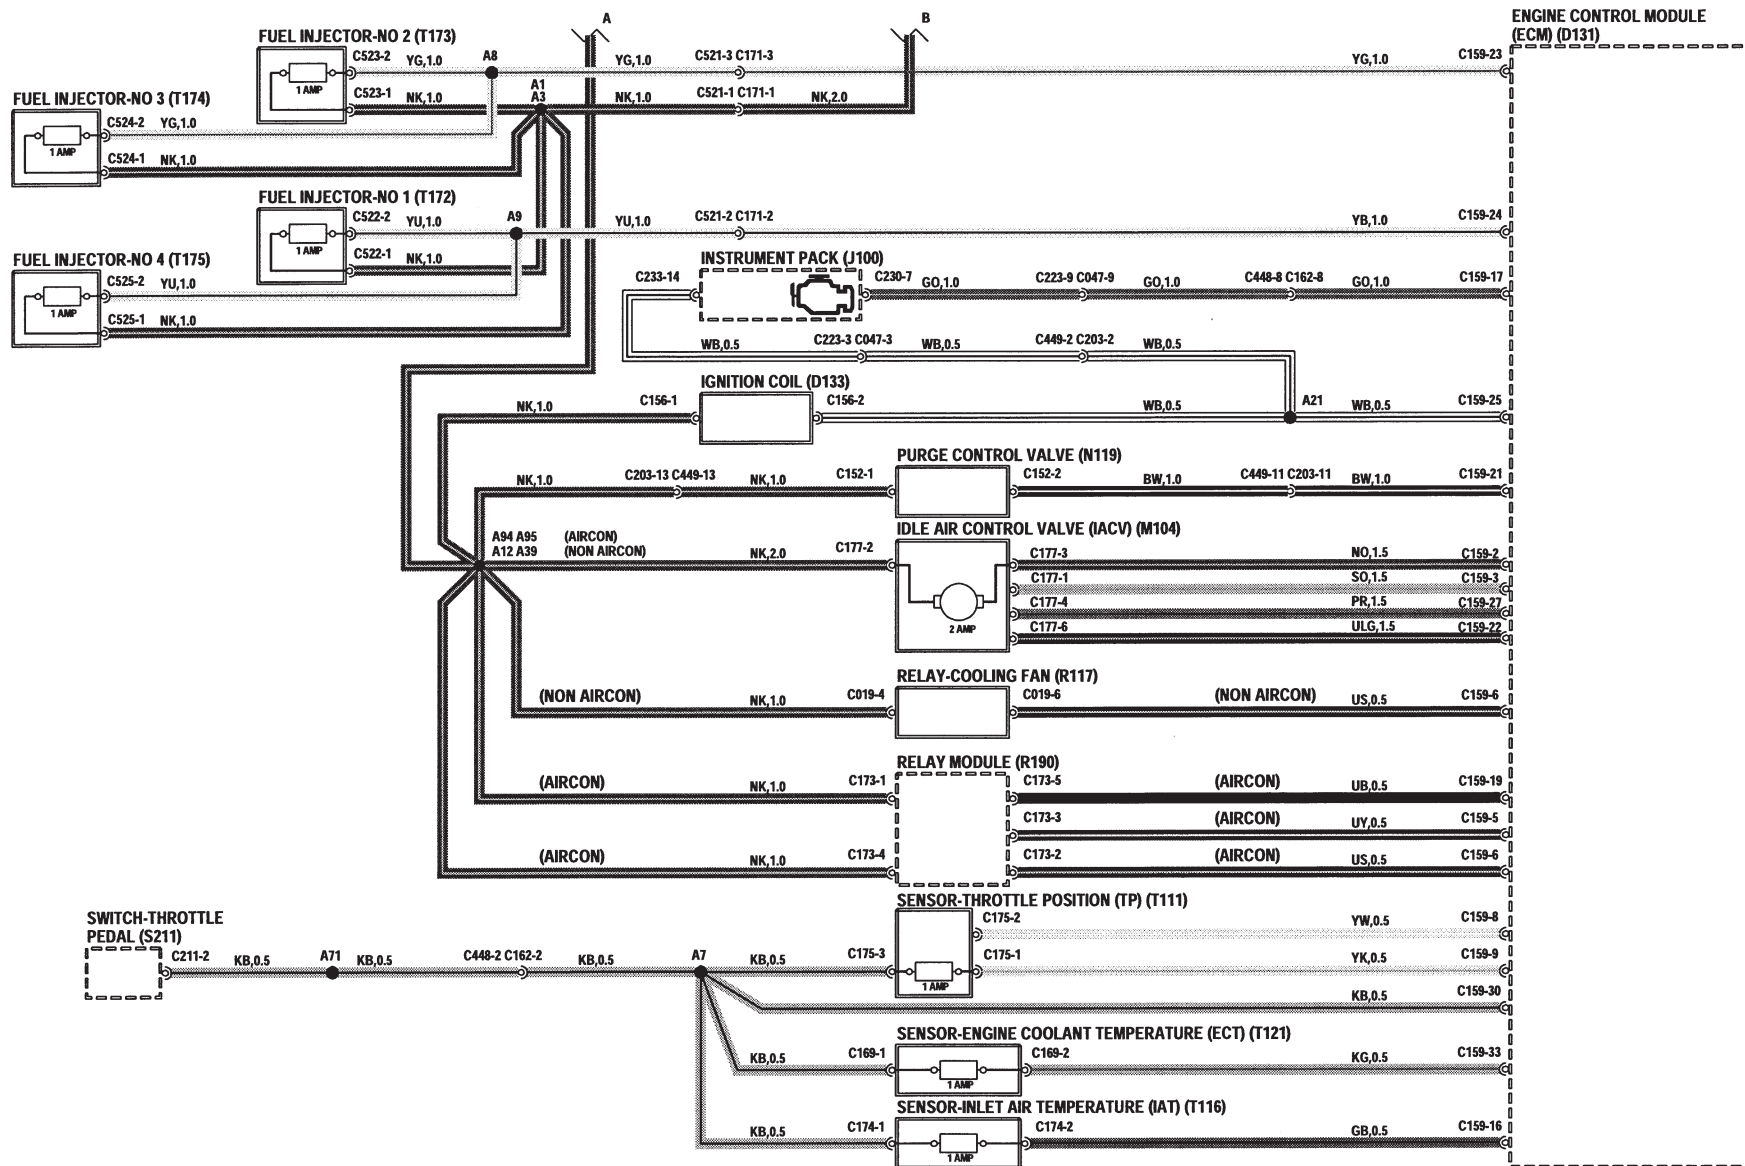 A
B
ENGINE CONTROL MODULE
(ECM) (D131)
FUEL INJECTOR-NO 2 (T173)
C523-2 YG,1.0 A8 YG,1.0 C521-3 C171-3 YG,1.0 C159-23
1 AMP
C523-1 NK,1.0 A1
A3 NK,1.0 C521-1 C171-1 NK,2.0
FUEL INJECTOR-NO 3 (T174)
C524-2 YG,1.0
1 AMP
C524-1 NK,1.0
FUEL INJECTOR-NO 1 (T172)
C522-2 YU,1.0 A9 YU,1.0 C521-2 C171-2 YB,1.0 C159-24
1 AMP
C522-1 NK,1.0
FUEL INJECTOR-NO 4 (T175)
C525-2 YU,1.0
1 AMP
C525-1 NK,1.0
INSTRUMENT PACK (J100)
C233-14 C230-7 GO,1.0 C223-9 C047-9 GO,1.0 C448-8 C162-8 GO,1.0 C159-17
WB,0.5 C223-3 C047-3 WB,0.5 C449-2 C203-2 WB,0.5
IGNITION COIL (D133)
NK,1.0 C156-1 C156-2 WB,0.5 A21 WB,0.5 C159-25
PURGE CONTROL VALVE (N119)
NK,1.0 C203-13 C449-13 NK,1.0 C152-1 C152-2 BW,1.0 C449-11 C203-11 BW,1.0 C159-21
IDLE AIR CONTROL VALVE (IACV) (M104)
A94 A95 (AIRCON)
A12 A39 (NON AIRCON) NK,2.0 C177-2 C177-3 NO,1.5 C159-2
C177-1 SO,1.5 C159-3
C177-4 PR,1.5 C159-27
2 AMP
C177-6 ULG,1.5 C159-22
RELAY-COOLING FAN (R117)
(NON AIRCON) NK,1.0 C019-4 C019-6 (NON AIRCON) US,0.5 C159-6
RELAY MODULE (R190)
(AIRCON) NK,1.0 C173-1 C173-5 (AIRCON) UB,0.5 C159-19
C173-3 (AIRCON) UY,0.5 C159-5
(AIRCON) NK,1.0 C173-4 C173-2 (AIRCON) US,0.5 C159-6
SENSOR-THROTTLE POSITION (TP) (T111)
C175-2 YW,0.5 C159-8
SWITCH-THROTTLE
PEDAL (S211)
C211-2 KB,0.5 A71 KB,0.5 C448-2 C162-2 KB,0.5 A7 KB,0.5 C175-3 C175-1 YK,0.5 C159-9
1 AMP
KB,0.5 C159-30
SENSOR-ENGINE COOLANT TEMPERATURE (ECT) (T121)
KB,0.5 C169-1 C169-2 KG,0.5 C159-33
1 AMP
SENSOR-INLET AIR TEMPERATURE (IAT) (T116)
KB,0.5 C174-1 C174-2 GB,0.5 C159-16
1 AMP